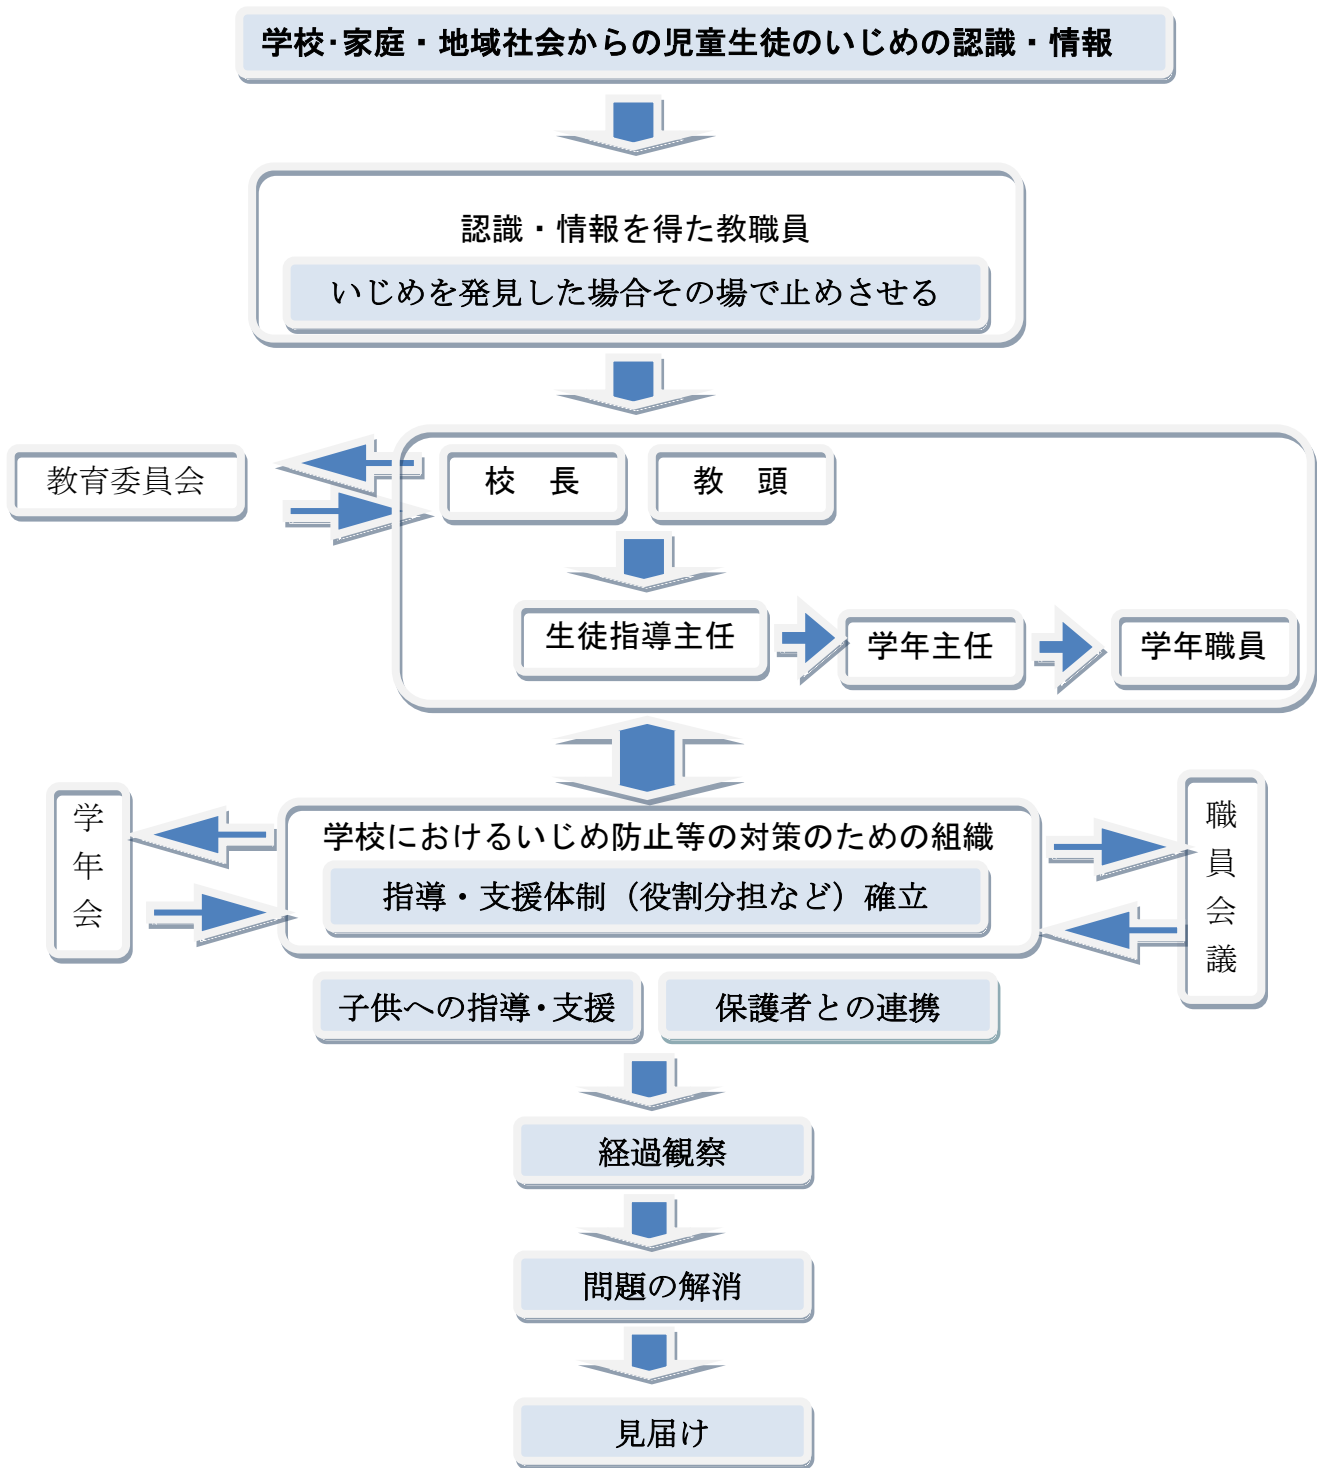 学校･家庭・地域社会からの児童生徒のいじめの認識・情報
認識・情報を得た教職員
いじめを発見した場合その場で止めさせる
教育委員会
校　長
教　頭
生徒指導主任
学年主任
学年職員
学年会
学校におけるいじめ防止等の対策のための組織
指導・支援体制（役割分担など）確立
職員会議
子供への指導･支援
保護者との連携
経過観察
問題の解消
見届け